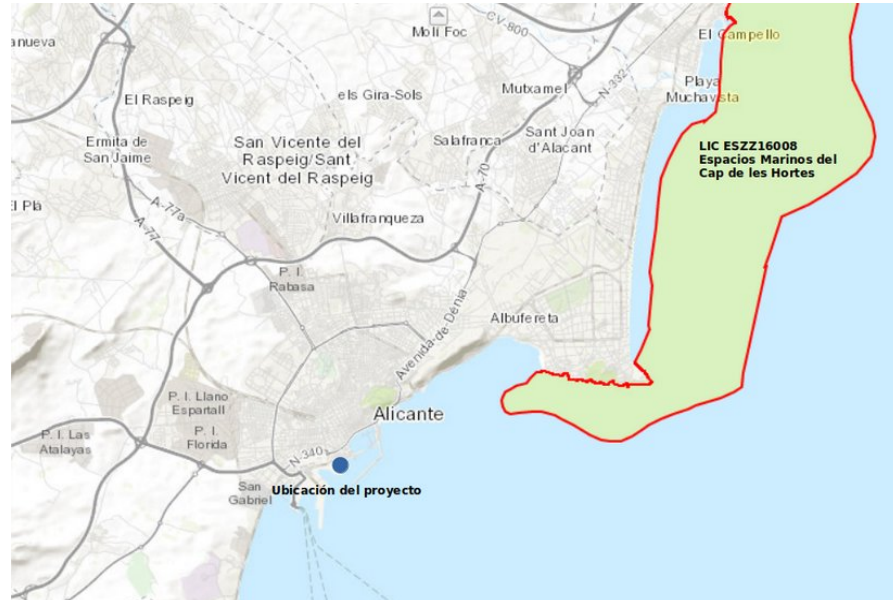 Molí Foc
CV-800
El Campello
anueva
N-332
Playa
Muchavista
Mutxamel
els Gira-Sols
El Raspeig
Ermita de
San Jaime
San Vicente del
Raspeig/Sant
Vicent del Raspeig
Salafranca
Sant Joan
d'Alacant
LIC ESZZ16008
Espacios Marinos del
Cap de les Hortes
A-70
El Plà
A-77a
A-77
Villafranqueza
P. I.
Rabasa
Avenida-de-Dénia
Albufereta
P. I. Llano
Espartall
Alicante
P. I. Las
Atalayas
P. I.
Florida
N-340
San
Gabriel
Ubicación del proyecto